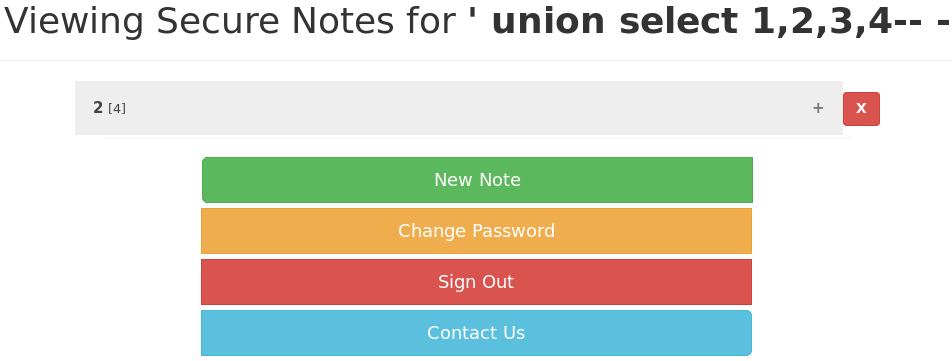 Viewing Secure Notes for ' union select 1,2,3,4-- -
2 [4] + X
New Note
Change Password
Sign Out
Contact Us